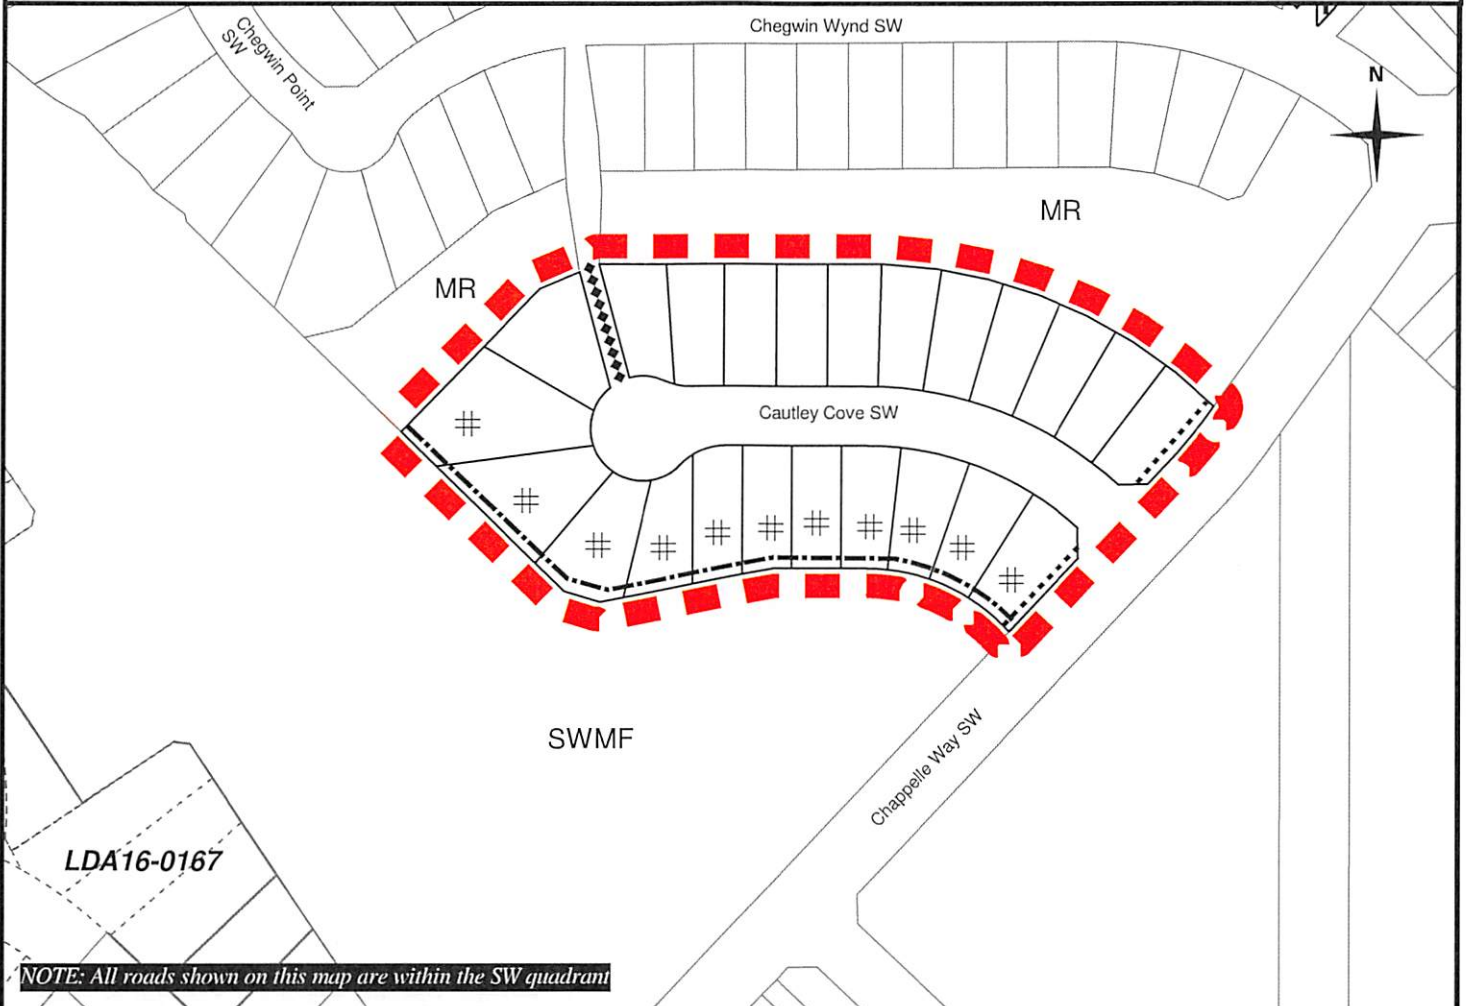 Chegwin Wynd SW
Chegwin Point
SW
N
MR
MR
Cautley Cove SW
#
#
#
#
#
#
#
#
#
#
#
SWMF
Chappelle Way SW
LDA16-0167
NOTE: All roads shown on this map are within the SW quadrant